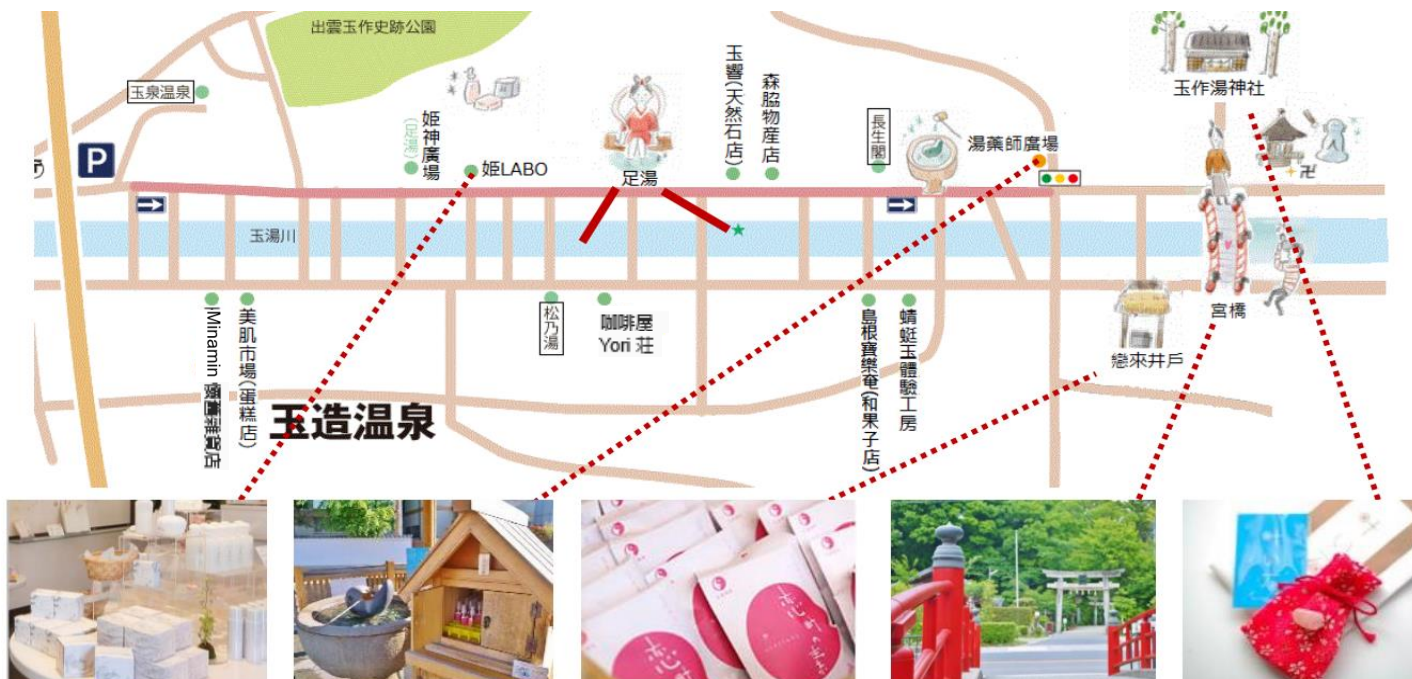 出雲玉作史跡公園
玉泉温泉
P
姫神廣場
(足湯)
姫LABO
足湯
玉響(天然石店)
森脇物産店
長生閣
湯薬師廣場
玉作湯神社
卍
玉湯川
Minamin
美肌市場(蛋糕店)
松乃湯
咖啡屋
Yori 荘
島根寶樂奄(和果子店)
蜻蜓玉體驗工房
戀來井戶
宮橋
玉造温泉